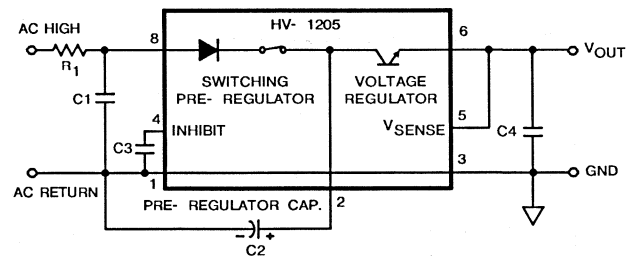 HV- 1205
AC HIGH
8
6
R1
VOUT
C1
SWITCHING
PRE- REGULATOR
VOLTAGE
REGULATOR
4
INHIBIT
5
VSENSE
C4
C3
3
GND
1
AC RETURN
PRE- REGULATOR CAP.
2
- +
C2